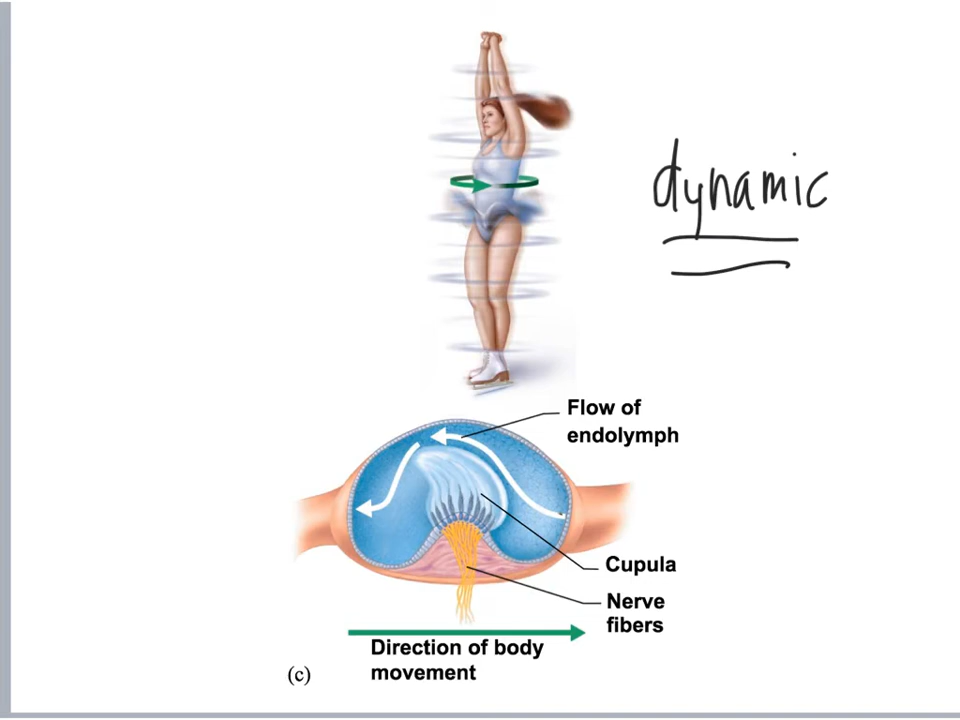 dynamic
Flow of
endolymph
Cupula
Nerve
fibers
Direction of body
movement
(c)